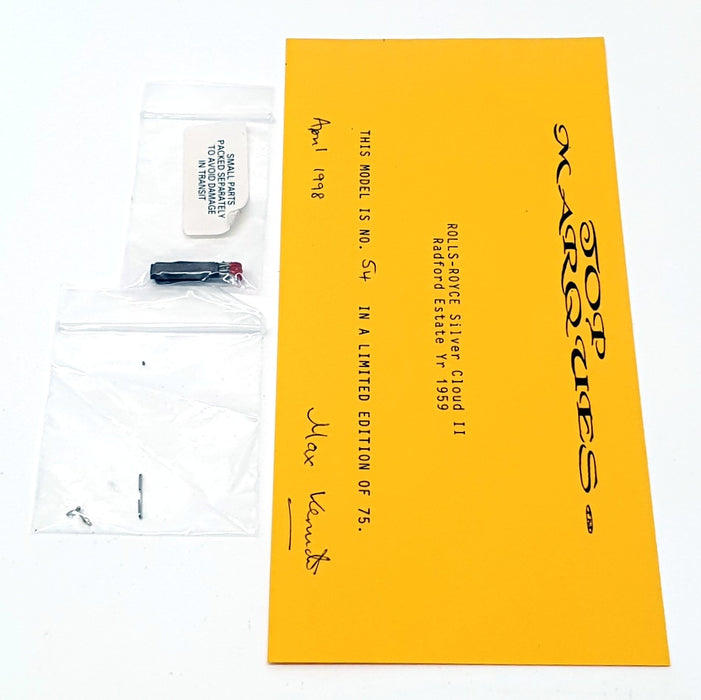 TOP
MARQUES ®
ROLLS-ROYCE Silver Cloud II
Radford Estate Yr 1959
THIS MODEL IS NO. 54 IN A LIMITED EDITION OF 75.
April 1998
Max
SMALL PARTS
PACKED SEPARATELY
TO AVOID DAMAGE
IN TRANSIT